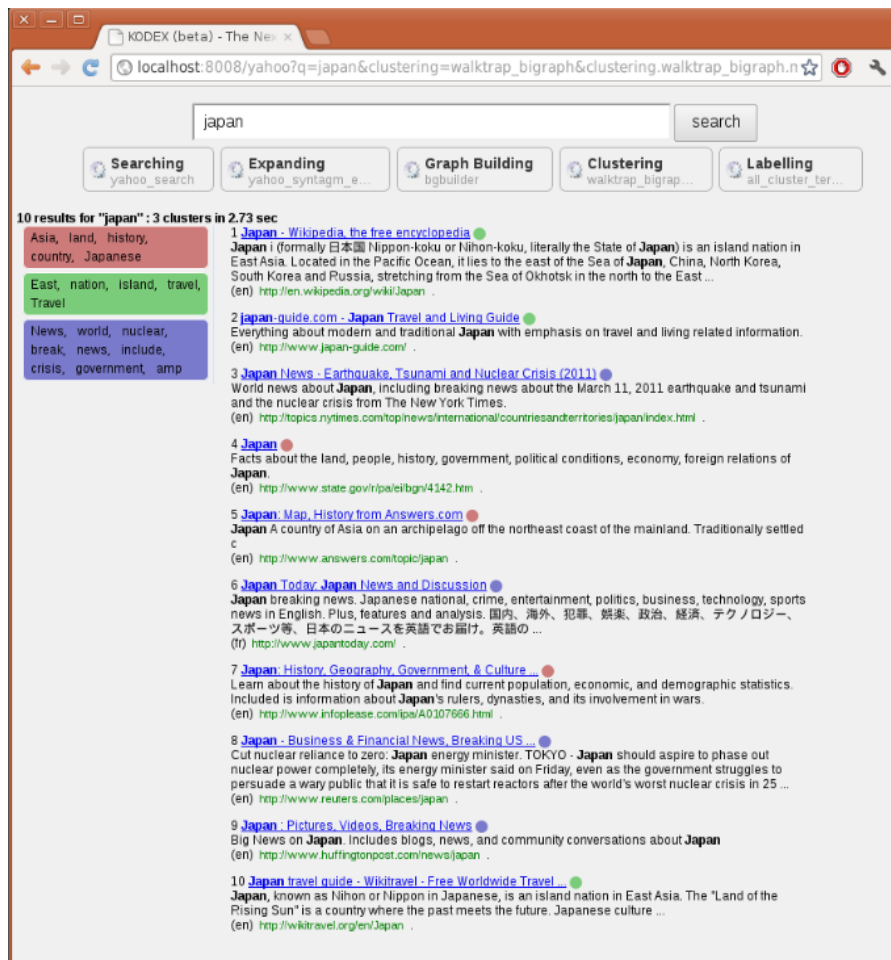 KODEX (beta) - The Nex
localhost:8008/yahoo?q=japan&clustering=walktrap_bigraph&clustering.walktrap_bigraph.n
japan
search
Searching
yahoo_search
Expanding
yahoo_syntagm_e...
Graph Building
bgbuilder
Clustering
walktrap_bigrap...
Labelling
all_cluster_ter...
10 results for "japan" : 3 clusters in 2.73 sec
Asia, land, history,
country, Japanese
East, nation, island, travel,
Travel
News, world, nuclear,
break, news, include,
crisis, government, amp
1 Japan - Wikipedia, the free encyclopedia
Japan i (formally 日本国 Nippon-koku or Nihon-koku, literally the State of Japan) is an island nation in
East Asia. Located in the Pacific Ocean, it lies to the east of the Sea of Japan, China, North Korea,
South Korea and Russia, stretching from the Sea of Okhotsk in the north to the East ...
(en) http://en.wikipedia.org/wiki/Japan .
2 japan-guide.com - Japan Travel and Living Guide
Everything about modern and traditional Japan with emphasis on travel and living related information.
(en) http://www.japan-guide.com/ .
3 Japan News - Earthquake, Tsunami and Nuclear Crisis (2011)
World news about Japan, including breaking news about the March 11, 2011 earthquake and tsunami
and the nuclear crisis from The New York Times.
(en) http://topics.nytimes.com/top/news/international/countriesandterritories/japan/index.html .
4 Japan
Facts about the land, people, history, government, political conditions, economy, foreign relations of
Japan.
(en) http://www.state.gov/r/pa/ei/bgn/4142.htm .
5 Japan: Map, History from Answers.com
Japan A country of Asia on an archipelago off the northeast coast of the mainland. Traditionally settled
c
(en) http://www.answers.com/topic/japan .
6 Japan Today: Japan News and Discussion
Japan breaking news. Japanese national, crime, entertainment, politics, business, technology, sports
news in English. Plus, features and analysis. 国内、海外、犯罪、娯楽、政治、経済、テクノロジー、
スポーツ等、日本のニュースを英語でお届け。英語の ...
(fr) http://www.japantoday.com/ .
7 Japan: History, Geography, Government, & Culture ...
Learn about the history of Japan and find current population, economic, and demographic statistics.
Included is information about Japan's rulers, dynasties, and its involvement in wars.
(en) http://www.infoplease.com/ipa/A0107666.html .
8 Japan - Business & Financial News, Breaking US ...
Cut nuclear reliance to zero: Japan energy minister. TOKYO - Japan should aspire to phase out
nuclear power completely, its energy minister said on Friday, even as the government struggles to
persuade a wary public that it is safe to restart reactors after the world's worst nuclear crisis in 25 ...
(en) http://www.reuters.com/places/japan .
9 Japan : Pictures, Videos, Breaking News
Big News on Japan. Includes blogs, news, and community conversations about Japan
(en) http://www.huffingtonpost.com/news/japan .
10 Japan travel guide - Wikitravel - Free Worldwide Travel ...
Japan, known as Nihon or Nippon in Japanese, is an island nation in East Asia. The "Land of the
Rising Sun" is a country where the past meets the future. Japanese culture ...
(en) http://wikitravel.org/en/Japan .